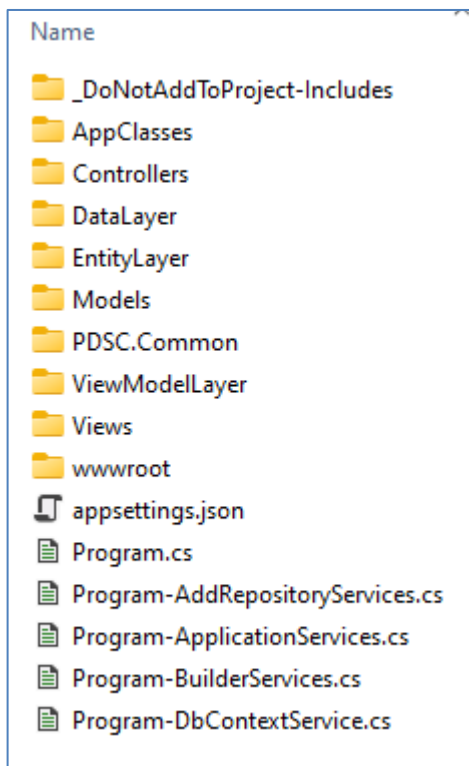 Name
_DoNotAddToProject-Includes
AppClasses
Controllers
DataLayer
EntityLayer
Models
PDSC.Common
ViewModelLayer
Views
wwwroot
appsettings.json
Program.cs
Program-AddRepositoryServices.cs
Program-ApplicationServices.cs
Program-BuilderServices.cs
Program-DbContextService.cs